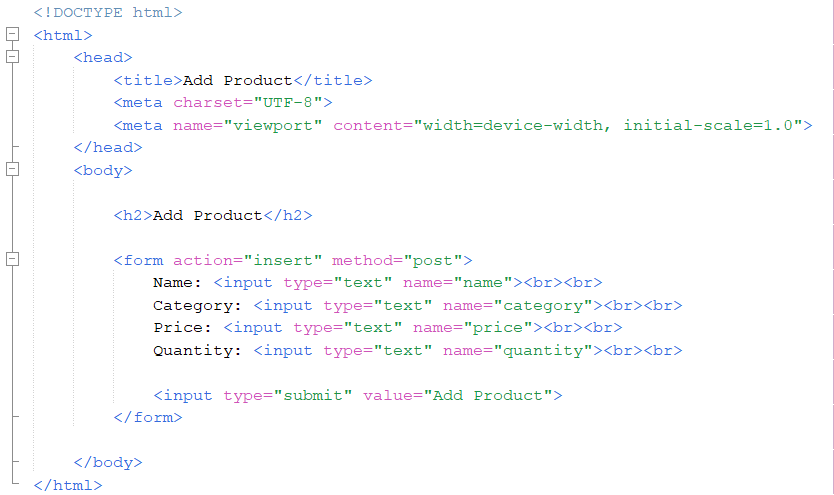 <!DOCTYPE html>
<html>
<head>
<title>Add Product</title>
<meta charset="UTF-8">
<meta name="viewport" content="width=device-width, initial-scale=1.0">
</head>
<body>
<h2>Add Product</h2>
<form action="insert" method="post">
Name: <input type="text" name="name"><br><br>
Category: <input type="text" name="category"><br><br>
Price: <input type="text" name="price"><br><br>
Quantity: <input type="text" name="quantity"><br><br>
<input type="submit" value="Add Product">
</form>
</body>
</html>